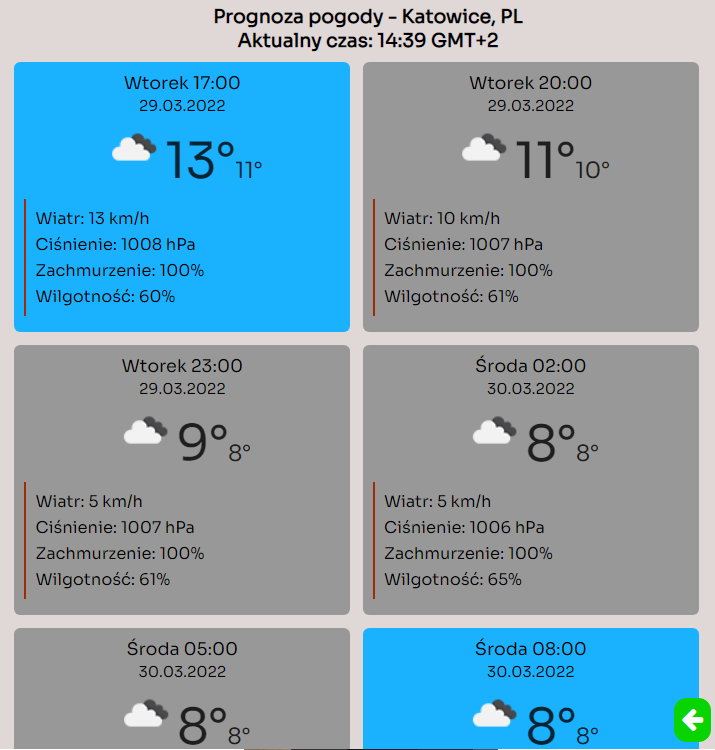 Prognoza pogody - Katowice, PL
Aktualny czas: 14:39 GMT+2
Wtorek 17:00
29.03.2022
13° 11°
Wiatr: 13 km/h
Ciśnienie: 1008 hPa
Zachmurzenie: 100%
Wilgotność: 60%
Wtorek 20:00
29.03.2022
11° 10°
Wiatr: 10 km/h
Ciśnienie: 1007 hPa
Zachmurzenie: 100%
Wilgotność: 61%
Wtorek 23:00
29.03.2022
9° 8°
Wiatr: 5 km/h
Ciśnienie: 1007 hPa
Zachmurzenie: 100%
Wilgotność: 61%
Środa 02:00
30.03.2022
8° 8°
Wiatr: 5 km/h
Ciśnienie: 1006 hPa
Zachmurzenie: 100%
Wilgotność: 65%
Środa 05:00
30.03.2022
8° 8°
Środa 08:00
30.03.2022
8° 8°